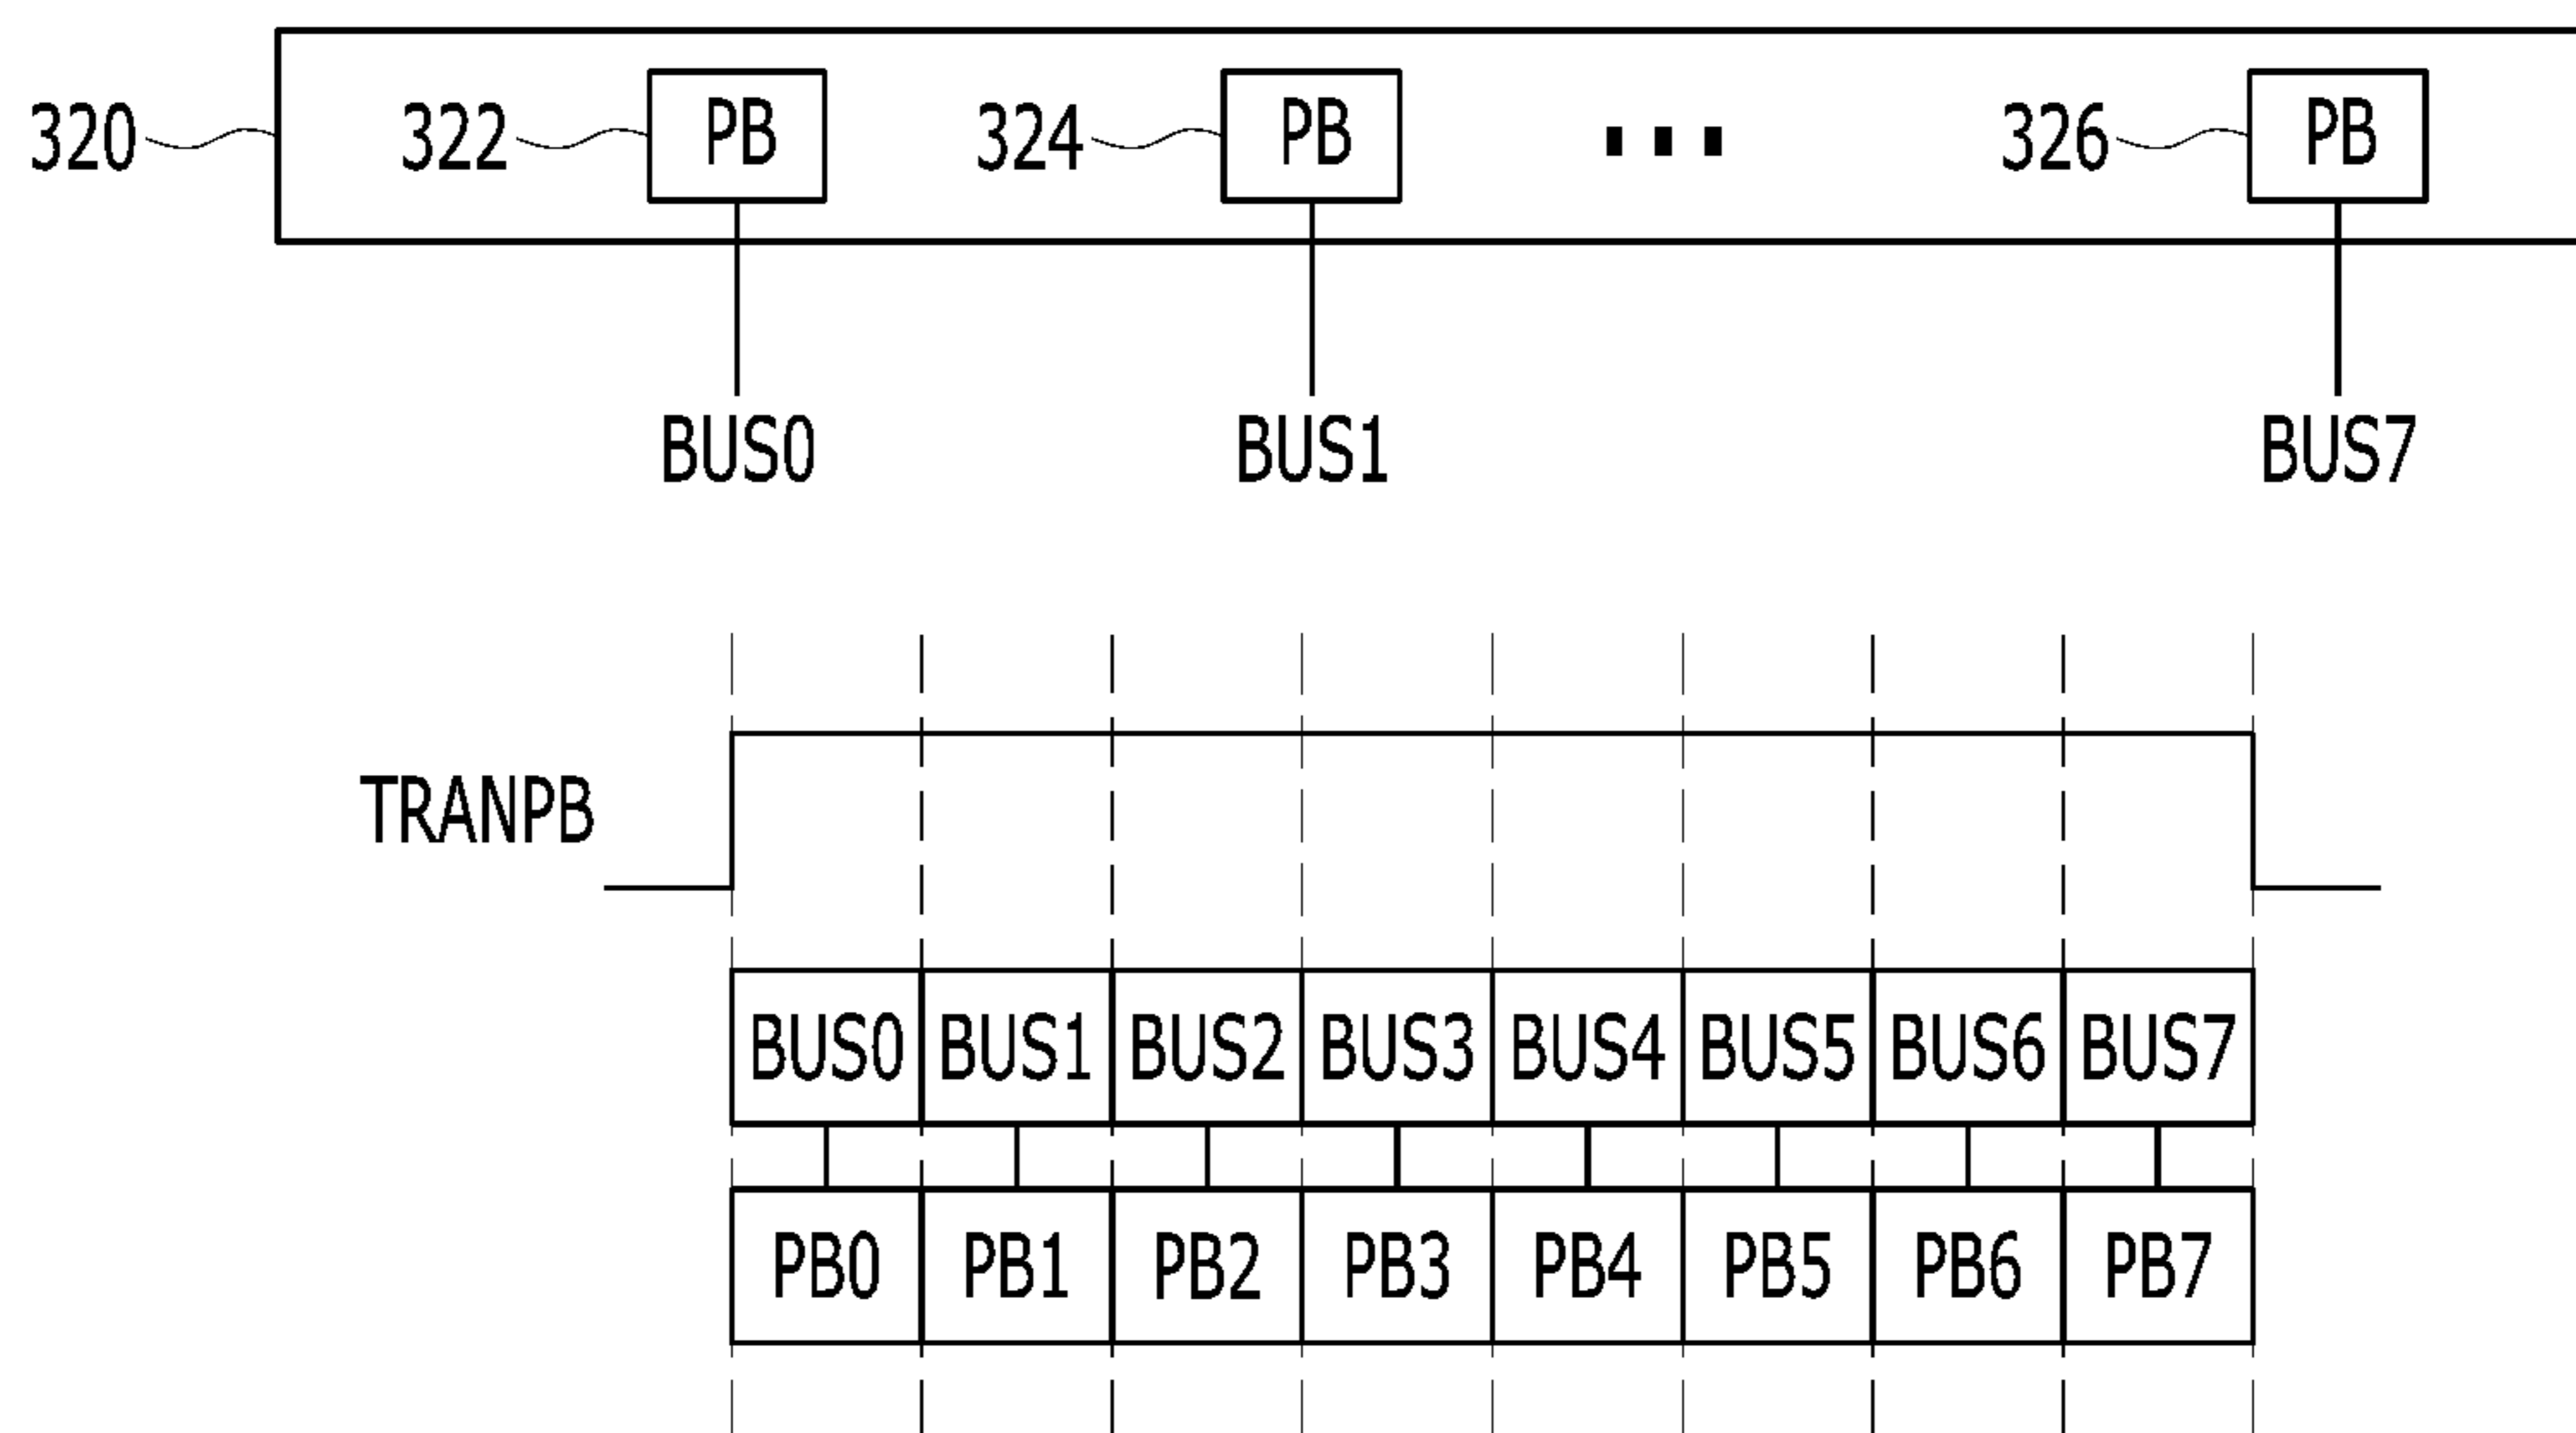 320 322 PB 324 PB ... 326 PB
BUS0 BUS1 BUS7
TRANPB
BUS0 BUS1 BUS2 BUS3 BUS4 BUS5 BUS6 BUS7
PB0 PB1 PB2 PB3 PB4 PB5 PB6 PB7